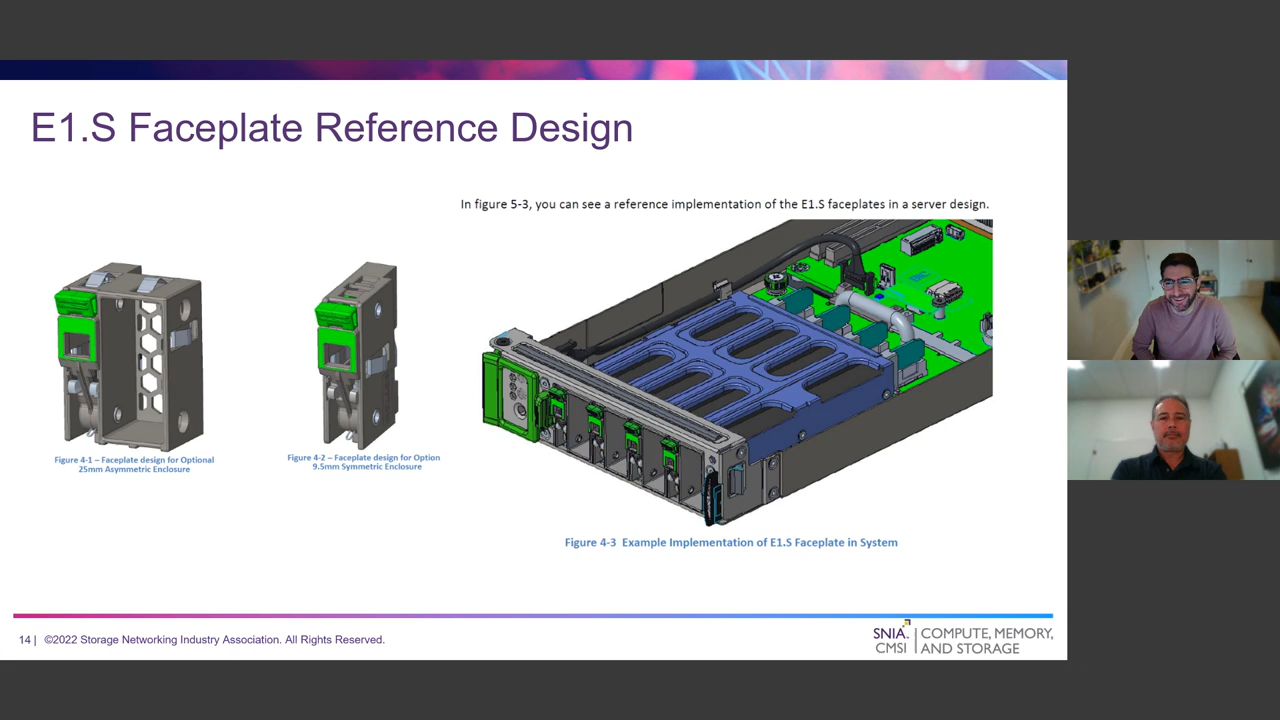 E1.S Faceplate Reference Design
In figure 5-3, you can see a reference implementation of the E1.S faceplates in a server design.
Figure 4-1 – Faceplate design for Optional
25mm Asymmetric Enclosure
Figure 4-2 – Faceplate design for Option
9.5mm Symmetric Enclosure
Figure 4-3 Example Implementation of E1.S Faceplate in System
14 | ©2022 Storage Networking Industry Association. All Rights Reserved.
SNIA. COMPUTE, MEMORY,
CMSI AND STORAGE